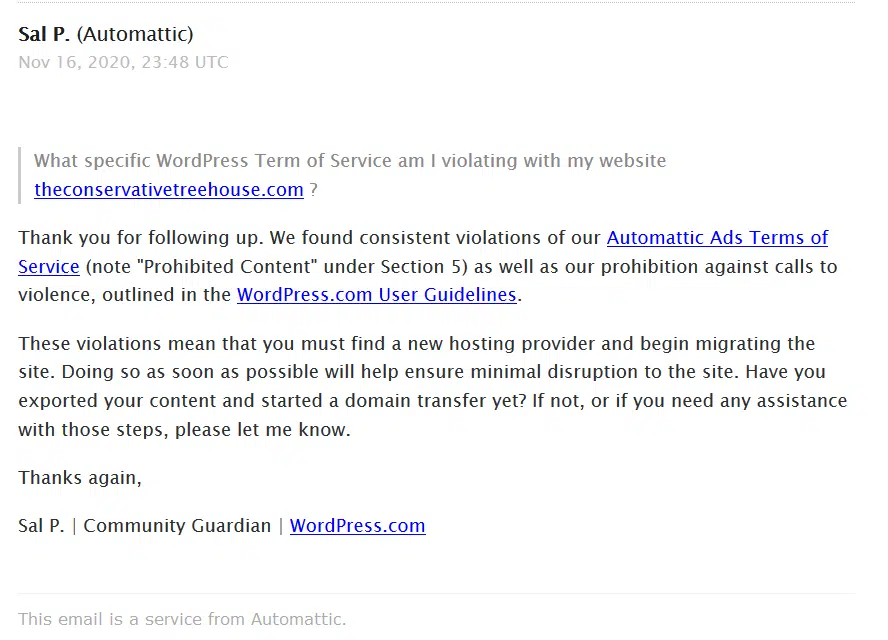 Sal P. (Automattic)
Nov 16, 2020, 23:48 UTC
What specific WordPress Term of Service am I violating with my website
theconservativetreehouse.com ?
Thank you for following up. We found consistent violations of our Automattic Ads Terms of
Service (note "Prohibited Content" under Section 5) as well as our prohibition against calls to
violence, outlined in the WordPress.com User Guidelines.
These violations mean that you must find a new hosting provider and begin migrating the
site. Doing so as soon as possible will help ensure minimal disruption to the site. Have you
exported your content and started a domain transfer yet? If not, or if you need any assistance
with those steps, please let me know.
Thanks again,
Sal P. | Community Guardian | WordPress.com
This email is a service from Automattic.